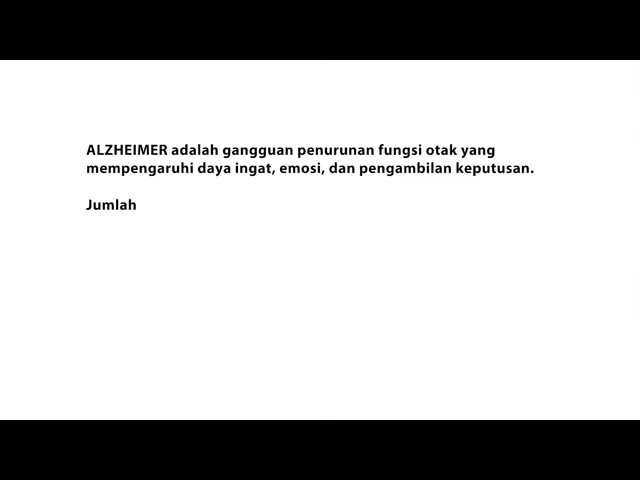 ALZHEIMER adalah gangguan penurunan fungsi otak yang
mempengaruhi daya ingat, emosi, dan pengambilan keputusan.
Jumlah